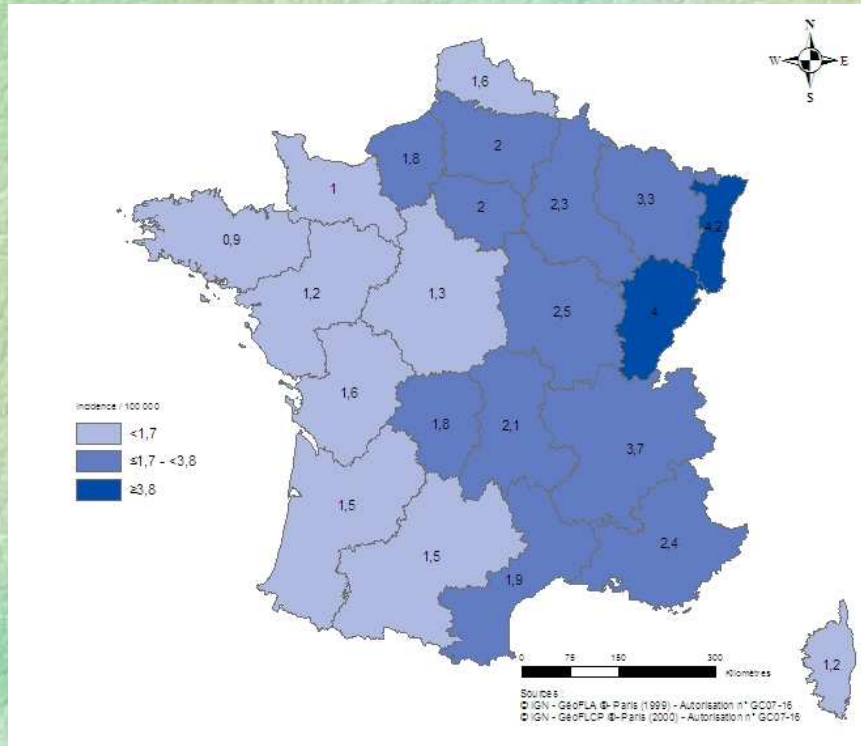 N
W E
S
1,6
1,8
2
1
2
2,3
3,3
4,2
0,9
1,2
1,3
2,5
4
1,6
1,8
2,1
3,7
1,5
1,5
1,9
2,4
1,2
Incidence / 100 000
<1,7
≤1,7 - <3,8
≥3,8
0 75 150 300
Kilomètres
Sources :
© IGN - GéoFLA ®- Paris (1999) - Autorisation n° GC07-16
© IGN - GéoFLCP ®- Paris (2000) - Autorisation n° GC07-16